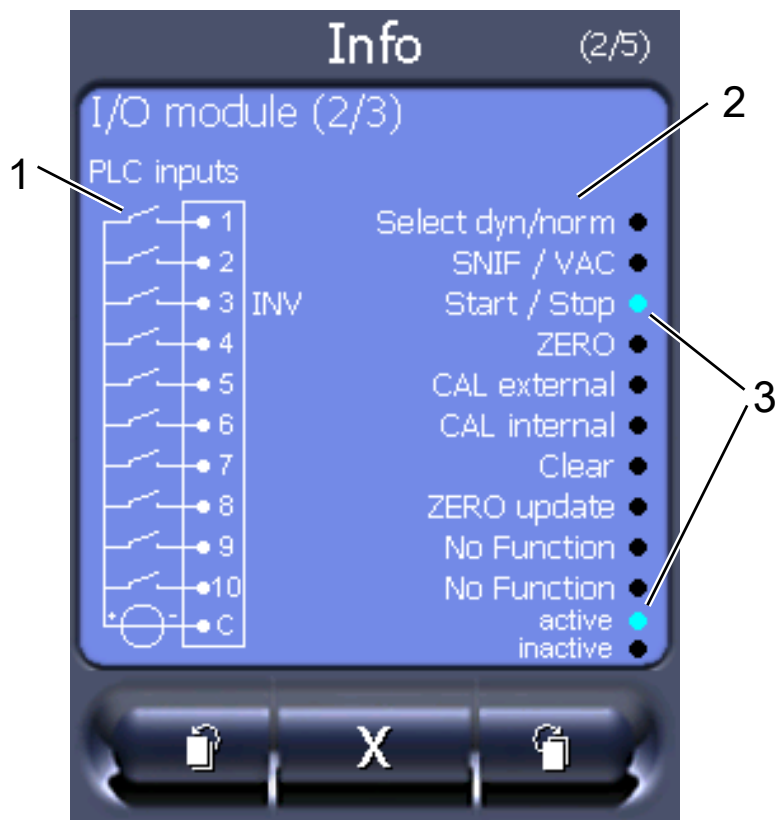 Info (2/5)
I/O module (2/3)
2
PLC inputs
1
1 Select dyn/norm
2 SNIF / VAC
3 INV Start / Stop
4 ZERO
5 CAL external
3
6 CAL internal
7 Clear
8 ZERO update
9 No Function
10 No Function
+ - C active
inactive
X